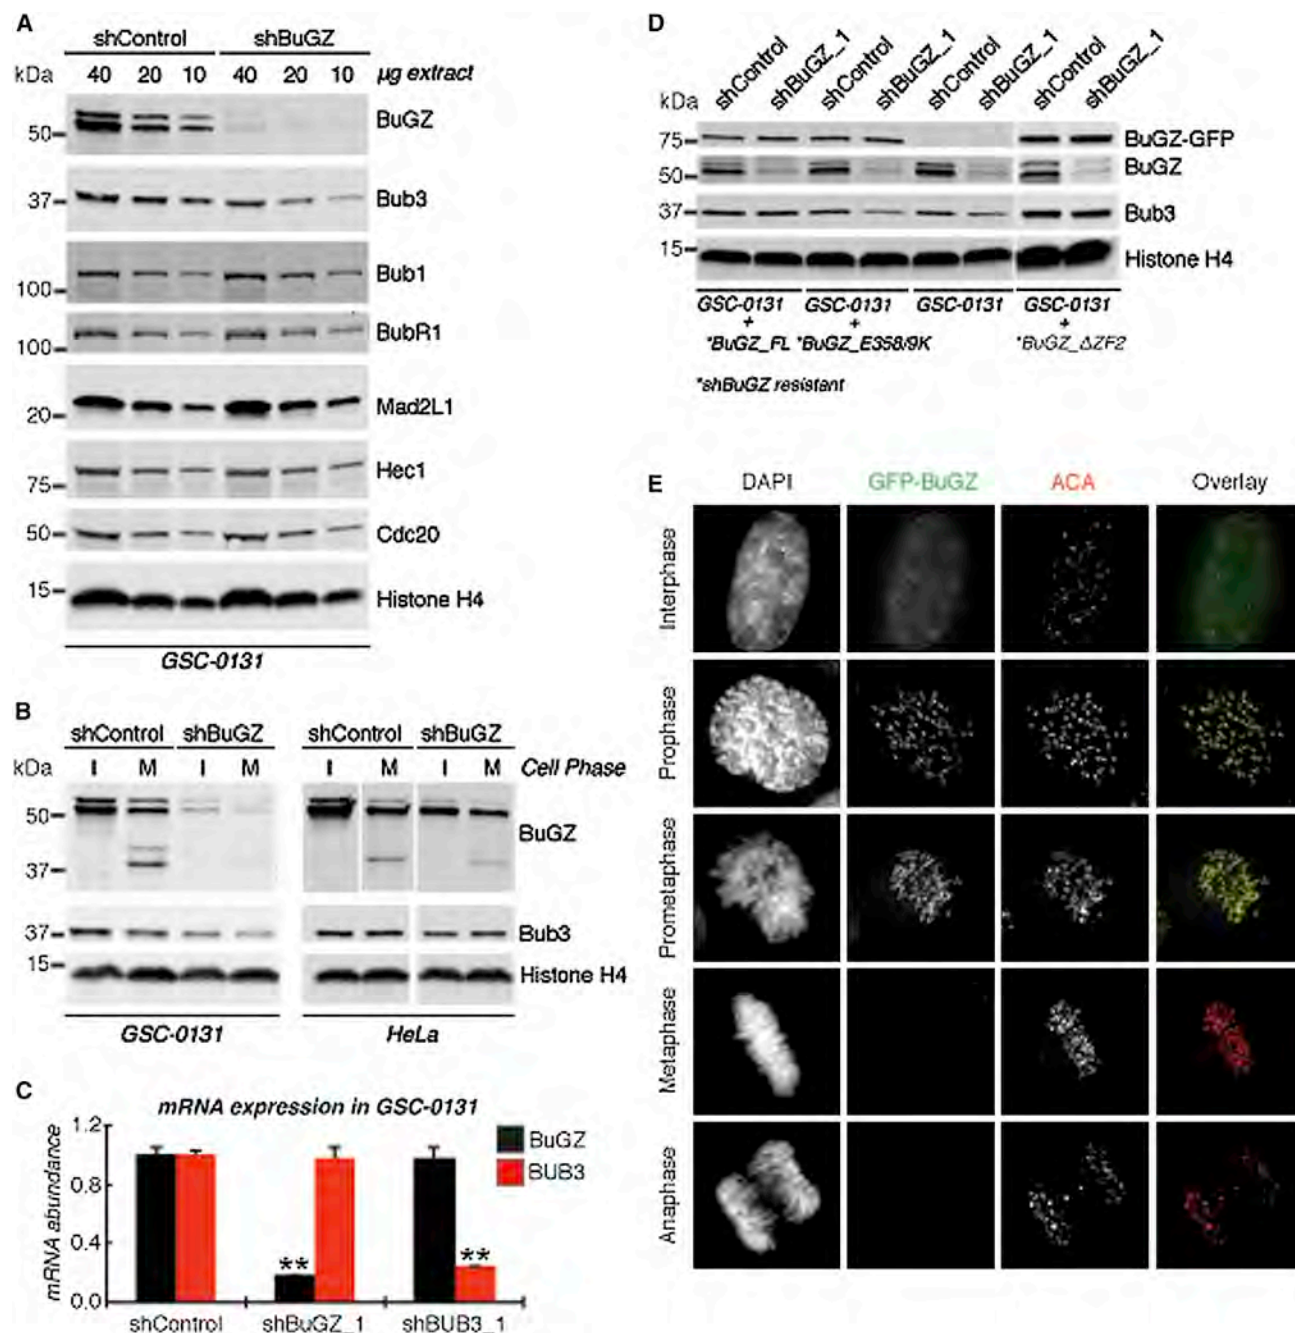 A
shControl shBuGZ
kDa 40 20 10 40 20 10 µg extract
BuGZ
50
37 Bub3
Bub1
100
BubR1
100
Mad2L1
20
Hec1
75
50 Cdc20
15
Histone H4
GSC-0131
B
shControl shBuGZ shControl shBuGZ
kDa I M I M I M I M Cell Phase
50
BuGZ
37
37 Bub3
15
Histone H4
GSC-0131 HeLa
C
mRNA expression in GSC-0131
mRNA abundance
1.2
0.8
0.4
0.0
BuGZ
BUB3
** **
shControl shBuGZ_1 shBUB3_1
D
shControl shBuGZ_1 shControl shBuGZ_1 shControl shBuGZ_1 shControl shBuGZ_1
kDa
75 BuGZ-GFP
50 BuGZ
37 Bub3
15 Histone H4
GSC-0131 GSC-0131 GSC-0131 GSC-0131
+ + +
*BuGZ_FL *BuGZ_E358/9K *BuGZ_ΔZF2
*shBuGZ resistant
E
DAPI GFP-BuGZ ACA Overlay
Interphase
Prophase
Prometaphase
Metaphase
Anaphase